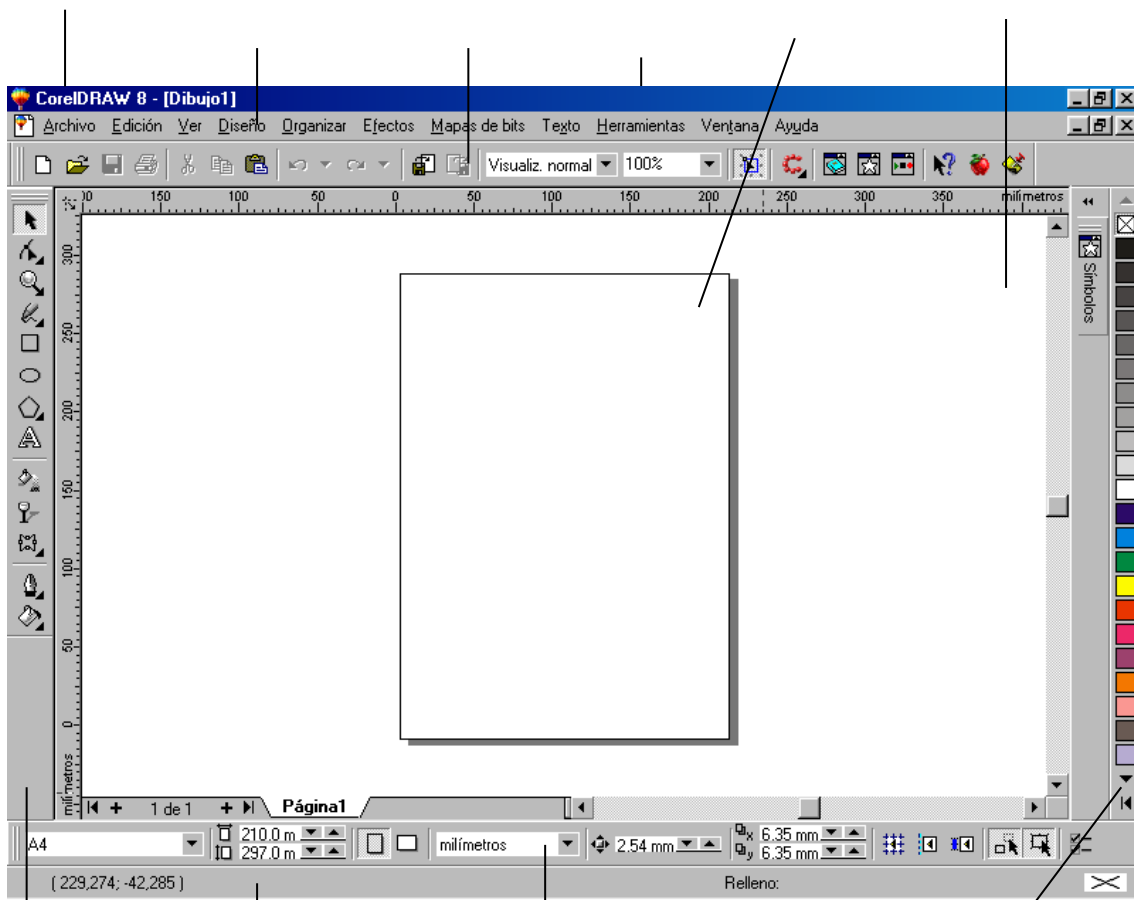 CorelDRAW 8 - [Dibujo1]
Archivo Edición Ver Diseño Organizar Efectos Mapas de bits Texto Herramientas Ventana Ayuda
Visualiz. normal 100%
150 100 50 0 50 100 150 200 250 300 350 milímetros
Símbolos
300
250
200
150
100
50
0
milímetros
1 de 1 Página1
A4 210.0 m milímetros 2.54 mm x 6.35 mm
297.0 m y 6.35 mm
( 229,274; -42,285 ) Relleno: